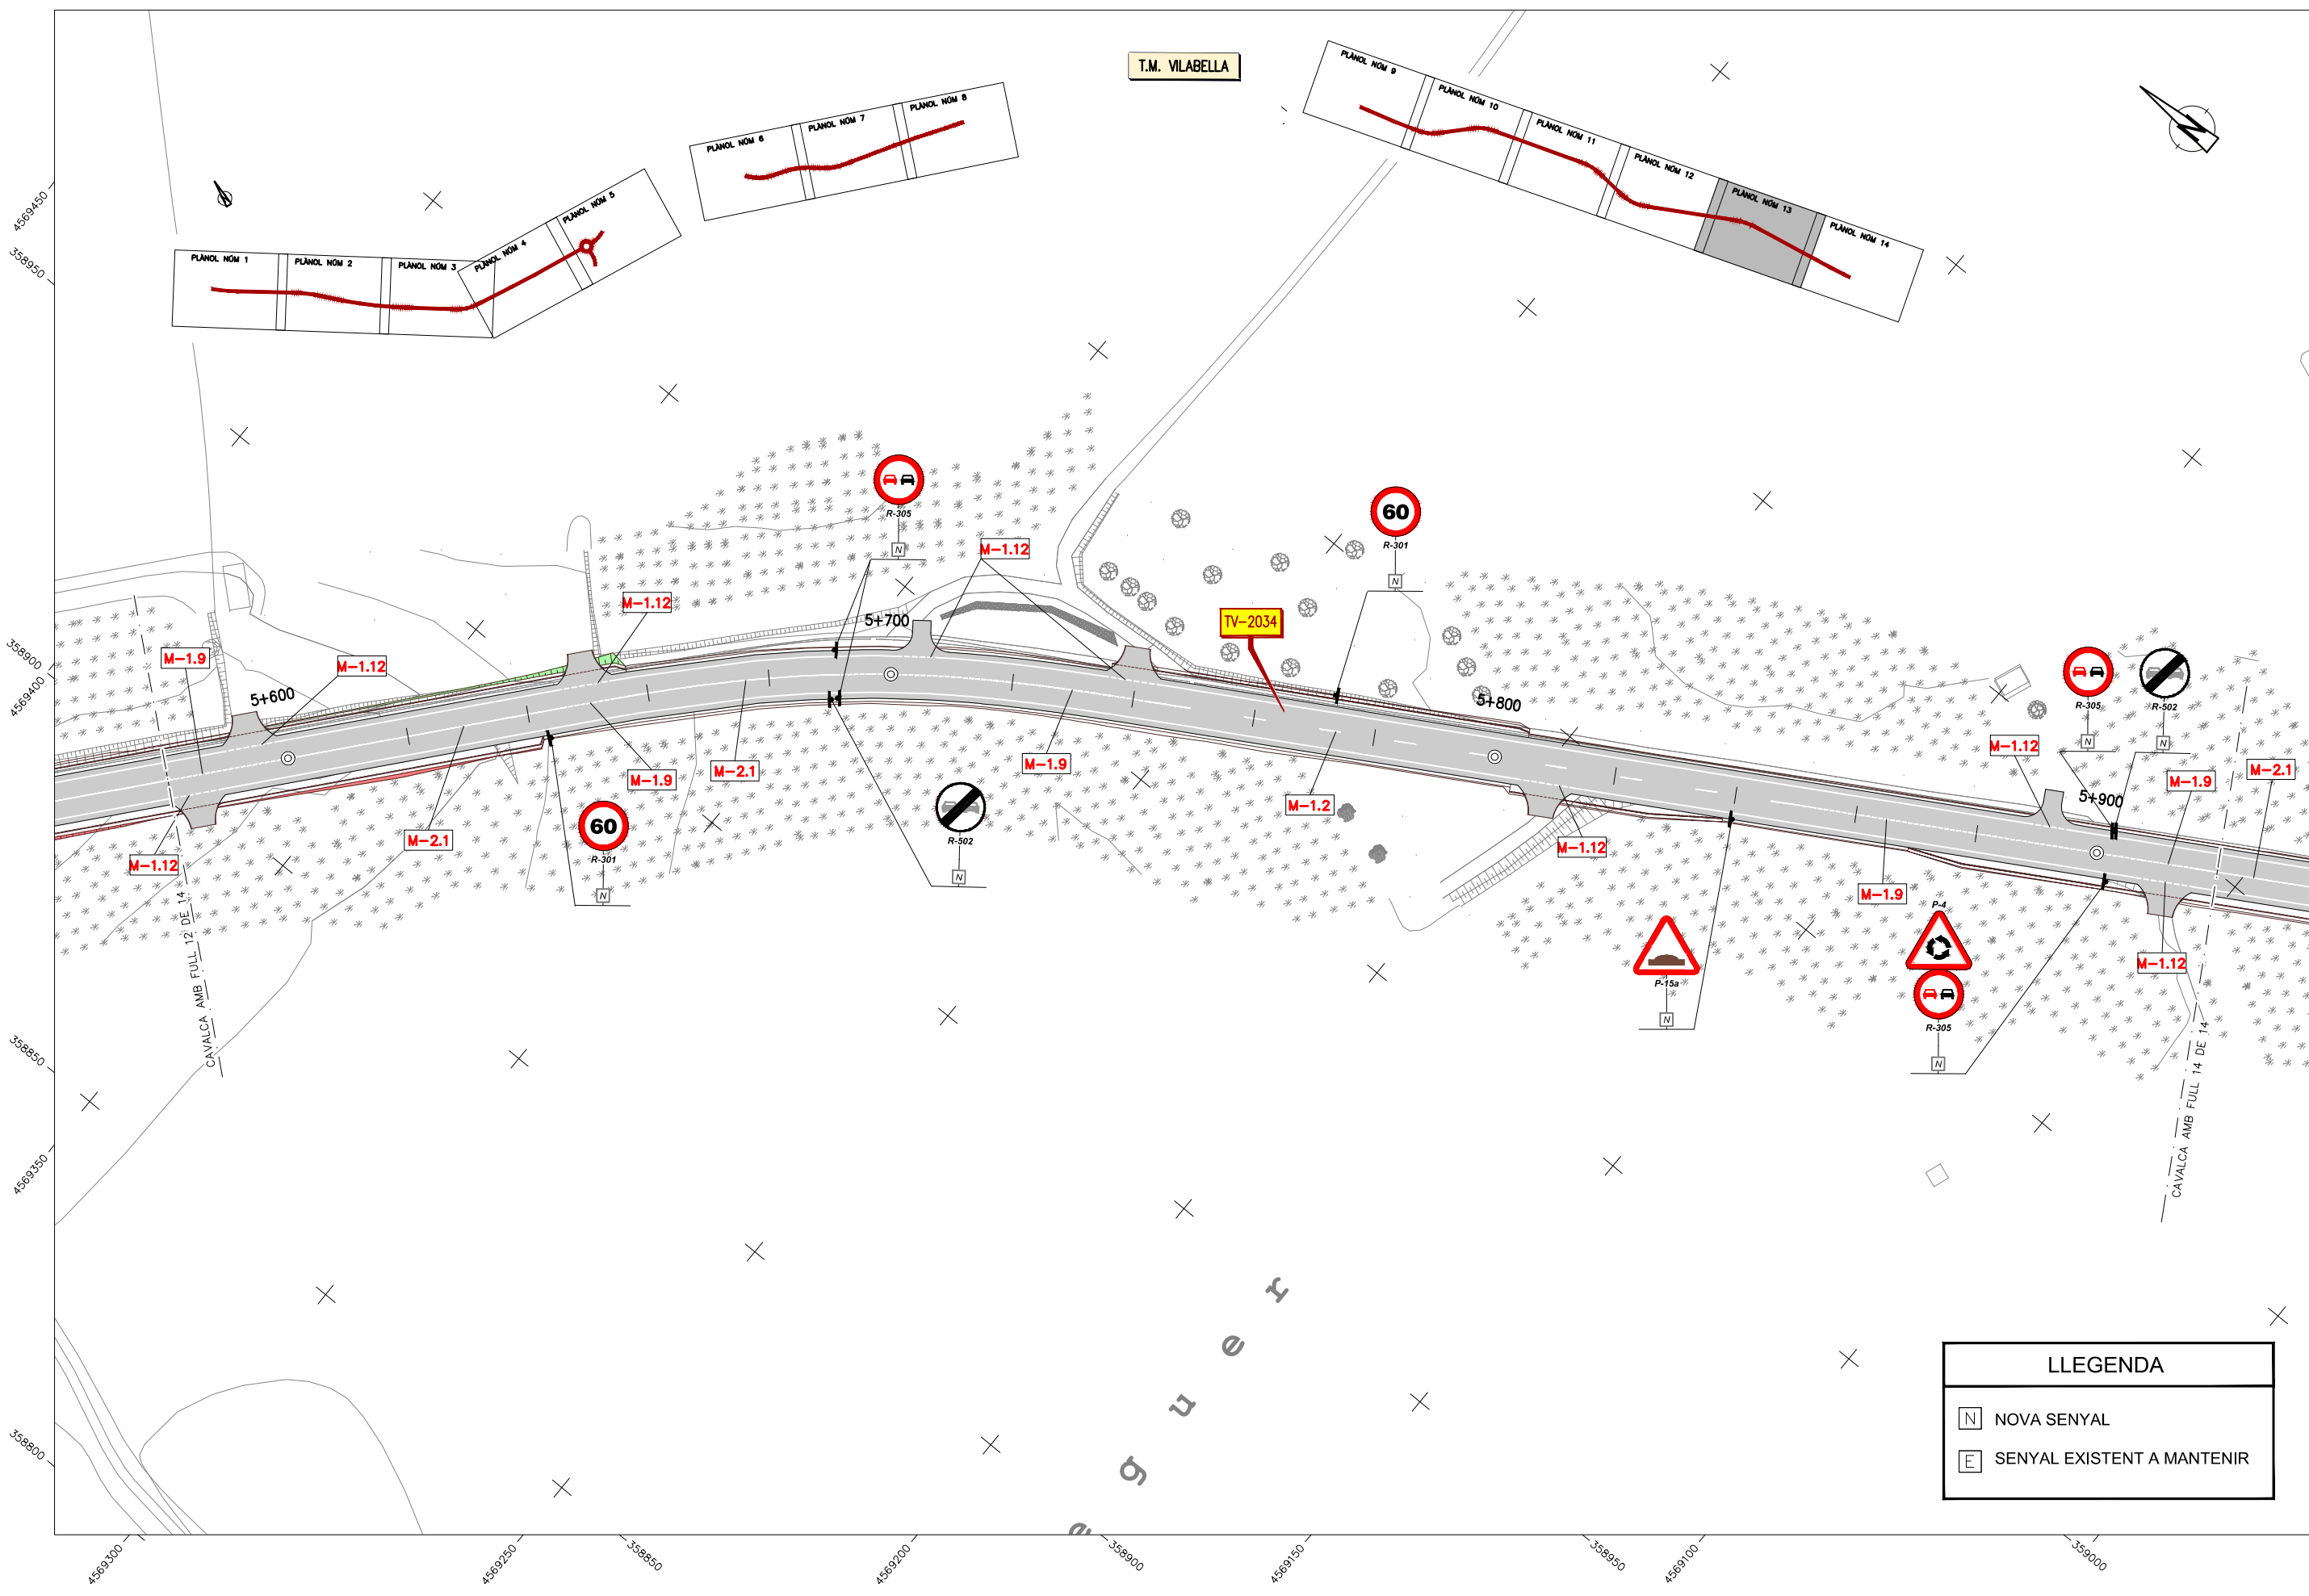 T.M. VILABELLA
PLÀNOL NÚM 1
PLÀNOL NÚM 2
PLÀNOL NÚM 3
PLÀNOL NÚM 4
PLÀNOL NÚM 5
PLÀNOL NÚM 6
PLÀNOL NÚM 7
PLÀNOL NÚM 8
PLÀNOL NÚM 9
PLÀNOL NÚM 10
PLÀNOL NÚM 11
PLÀNOL NÚM 12
PLÀNOL NÚM 13
PLÀNOL NÚM 14
N
4569450
358950
358900
4569400
358850
4569350
358800
R-305
N
M-1.12
60
R-301
N
M-1.12
5+700
TV-2034
M-1.9
M-1.12
5+600
5+800
R-305
N
R-502
N
M-1.12
5+900
M-1.9
M-2.1
M-1.9
M-2.1
M-1.9
M-1.2
M-2.1
M-1.12
60
R-301
N
R-502
N
M-1.12
M-1.9
P-4
R-305
N
P-15a
N
M-1.12
CAVALCA AMB FULL 12 DE 14
CAVALCA AMB FULL 14 DE 14
e g u e r
LLEGENDA
N NOVA SENYAL
E SENYAL EXISTENT A MANTENIR
4569300
4569250
358850
4569200
358900
4569150
358950
4569100
359000